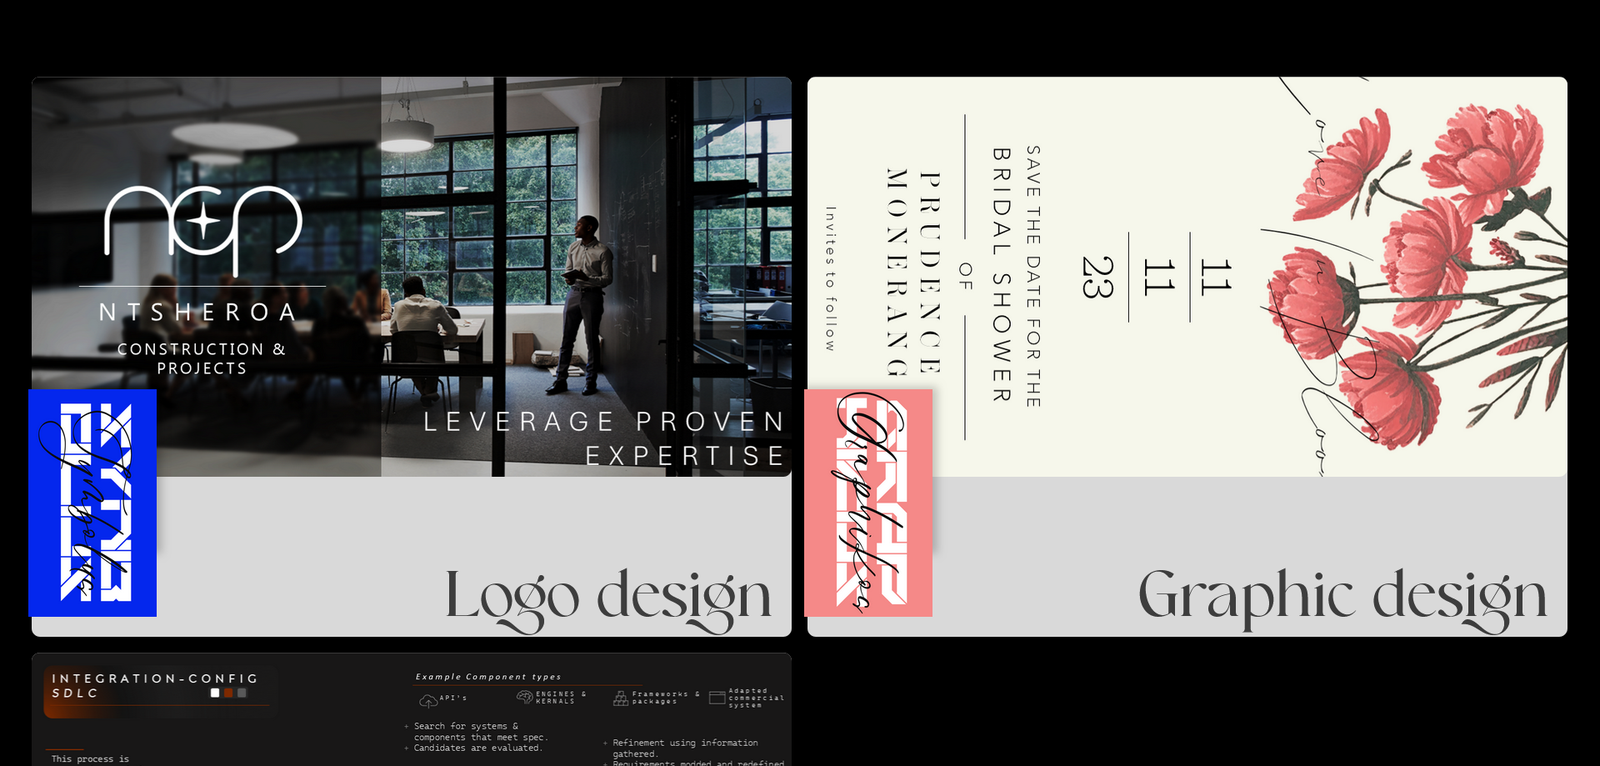 ncp
NTSHEROA
CONSTRUCTION &
PROJECTS
LEVERAGE PROVEN
EXPERTISE
Logo design
11
11
23
SAVE THE DATE FOR THE
BRIDAL SHOWER
OF
PRUDENCE
MONERANG
Invites to follow
Graphic design
INTEGRATION-CONFIG
SDLC
This process is
Example Component types
API's
ENGINES &
KERNALS
Frameworks &
packages
Adapted
commercial
system
+ Search for systems &
components that meet spec.
+ Candidates are evaluated.
+ Refinement using information
gathered.
+ Requirements modded and redefined